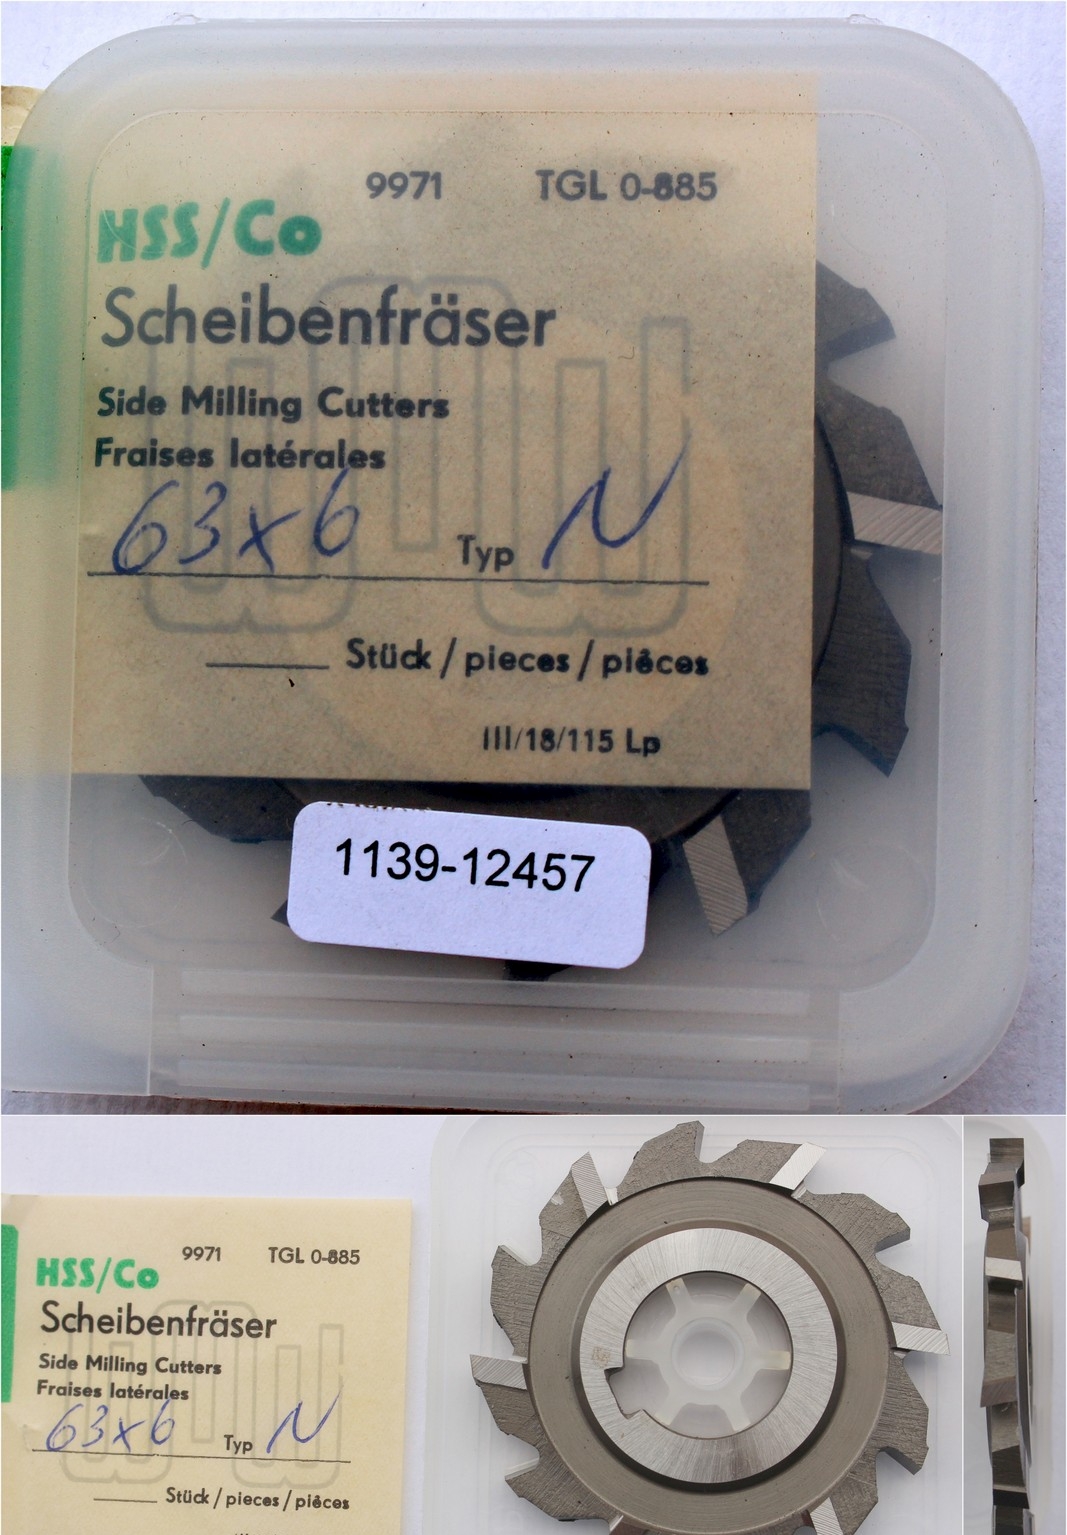 9971 TGL 0-885
HSS/Co
Scheibenfräser
Side Milling Cutters
Fraises latérales
63x6 Typ N
Stück / pieces / pièces
III/18/115 Lp
1139-12457
9971 TGL 0-885
HSS/Co
Scheibenfräser
Side Milling Cutters
Fraises latérales
63x6 Typ N
Stück / pieces / pièces